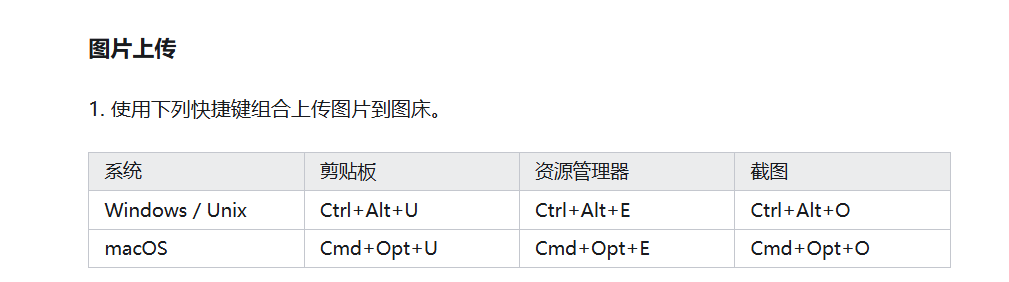 图片上传
1. 使用下列快捷键组合上传图片到图床。
系统 剪贴板 资源管理器 截图
Windows / Unix Ctrl+Alt+U Ctrl+Alt+E Ctrl+Alt+O
macOS Cmd+Opt+U Cmd+Opt+E Cmd+Opt+O